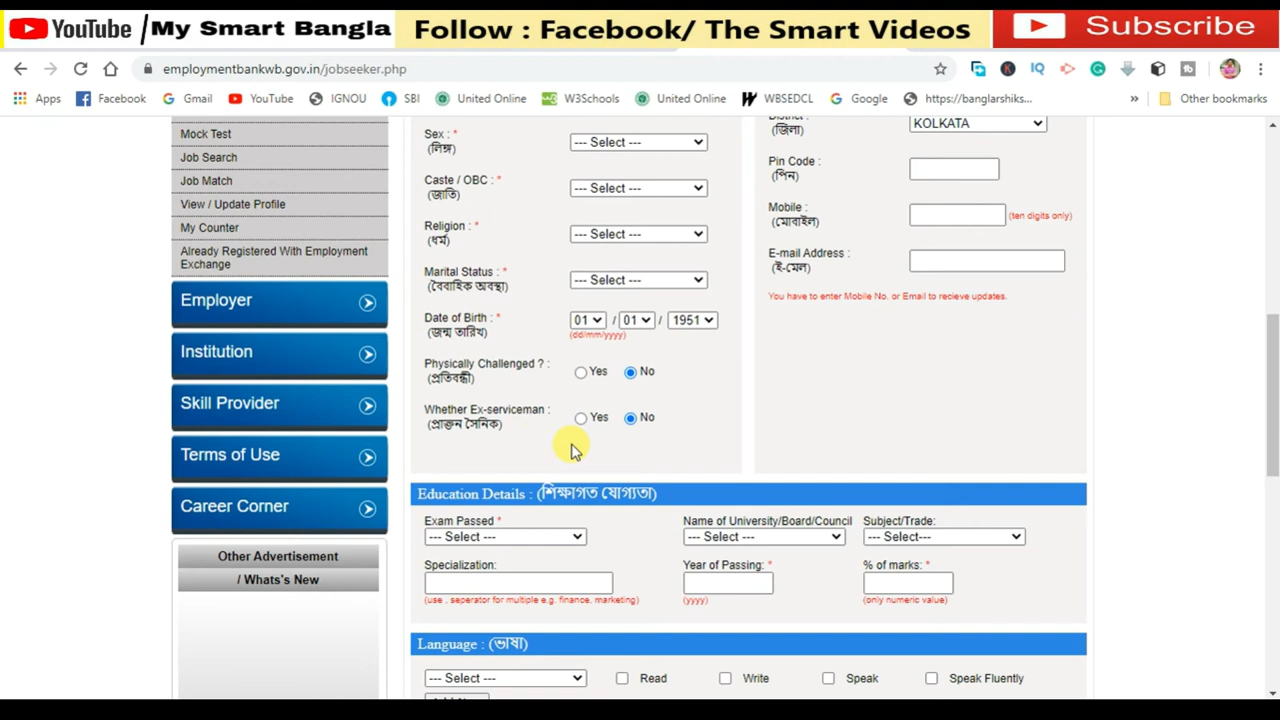 YouTube /My Smart Bangla Follow : Facebook/ The Smart Videos Subscribe
employmentbankwb.gov.in/jobseeker.php
Apps Facebook Gmail YouTube IGNOU SBI United Online W3Schools United Online WBSEDCL Google https://banglarshiks... » Other bookmarks
Mock Test
Job Search
Job Match
View / Update Profile
My Counter
Already Registered With Employment
Exchange
Employer
Institution
Skill Provider
Terms of Use
Career Corner
Other Advertisement
/ Whats's New
Sex : * --- Select ---
(লিঙ্গ)
Caste / OBC : * --- Select ---
(জাতি)
Religion : * --- Select ---
(ধর্ম)
Marital Status : * --- Select ---
(বৈবাহিক অবস্থা)
Date of Birth : * 01 / 01 / 1951
(জন্ম তারিখ) (dd/mm/yyyy)
Physically Challenged ? : Yes No
(প্রতিবন্ধী)
Whether Ex-serviceman : Yes No
(প্রাক্তন সৈনিক)
District : KOLKATA
(জিলা)
Pin Code :
(পিন)
Mobile : (ten digits only)
(মোবাইল)
E-mail Address :
(ই-মেল)
You have to enter Mobile No. or Email to recieve updates.
Education Details : (শিক্ষাগত যোগ্যতা)
Exam Passed * Name of University/Board/Council Subject/Trade:
--- Select --- --- Select --- --- Select---
Specialization: Year of Passing: * % of marks: *
(use , seperator for multiple e.g. finance, marketing) (yyyy) (only numeric value)
Language : (ভাষা)
--- Select --- Read Write Speak Speak Fluently